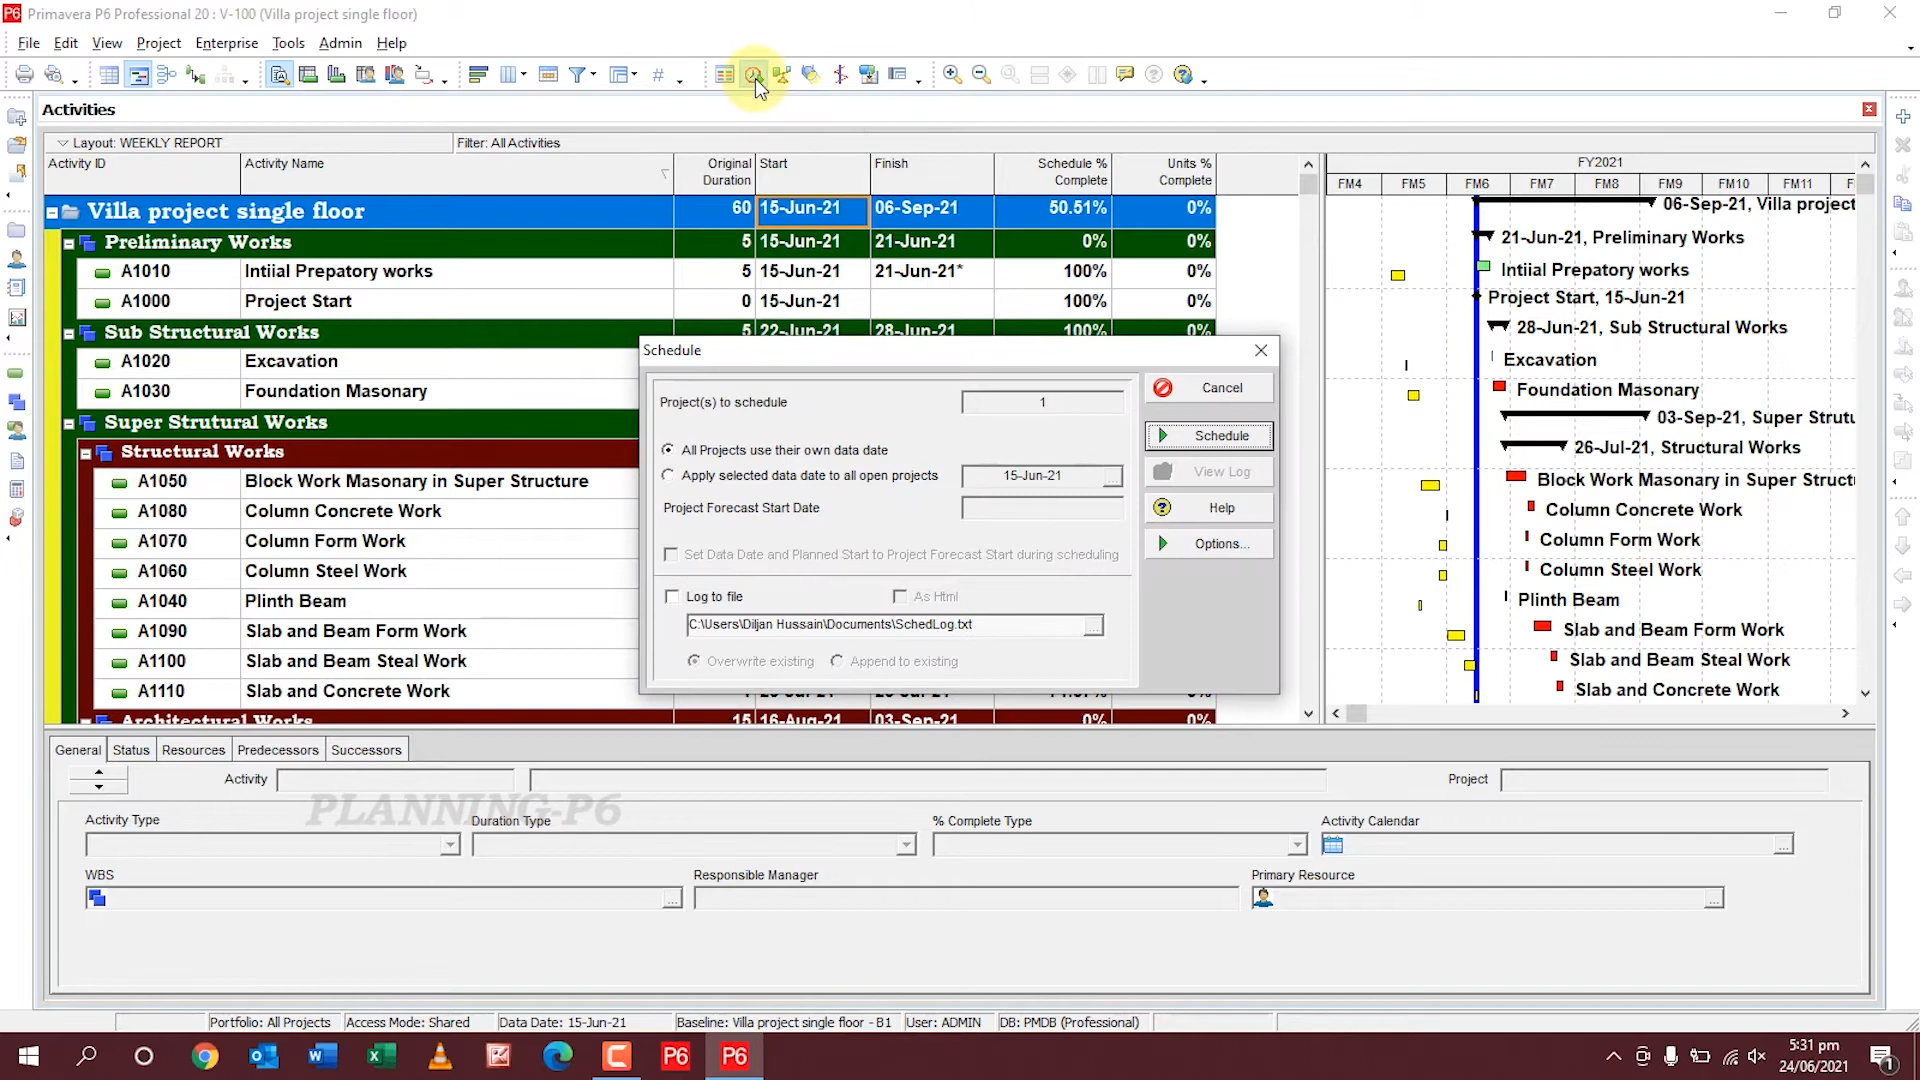 P6 Primavera P6 Professional 20 : V-100 (Villa project single floor)
File Edit View Project Enterprise Tools Admin Help
Activities
Layout: WEEKLY REPORT Filter: All Activities
Activity ID Activity Name Original Duration Start Finish Schedule % Complete Units % Complete
FY2021
FM4 FM5 FM6 FM7 FM8 FM9 FM10 FM11 F
Villa project single floor 60 15-Jun-21 06-Sep-21 50.51% 0%
06-Sep-21, Villa project
Preliminary Works 5 15-Jun-21 21-Jun-21 0% 0%
21-Jun-21, Preliminary Works
A1010 Intiial Prepatory works 5 15-Jun-21 21-Jun-21* 100% 0%
Intiial Prepatory works
A1000 Project Start 0 15-Jun-21 100% 0%
Project Start, 15-Jun-21
Sub Structural Works 5 22-Jun-21 28-Jun-21 100% 0%
28-Jun-21, Sub Structural Works
A1020 Excavation
Excavation
A1030 Foundation Masonary
Foundation Masonary
Super Strutural Works
03-Sep-21, Super Strutu
Structural Works
26-Jul-21, Structural Works
A1050 Block Work Masonary in Super Structure
Block Work Masonary in Super Struct
A1080 Column Concrete Work
Column Concrete Work
A1070 Column Form Work
Column Form Work
A1060 Column Steel Work
Column Steel Work
A1040 Plinth Beam
Plinth Beam
A1090 Slab and Beam Form Work
Slab and Beam Form Work
A1100 Slab and Beam Steal Work
Slab and Beam Steal Work
A1110 Slab and Concrete Work
Slab and Concrete Work
Architectural Works 15 16-Aug-21 03-Sep-21 0% 0%
Schedule
Project(s) to schedule 1
Cancel
Schedule
All Projects use their own data date
Apply selected data date to all open projects 15-Jun-21 ...
View Log
Project Forecast Start Date
Help
Set Data Date and Planned Start to Project Forecast Start during scheduling
Options...
Log to file As Html
C:\Users\Diljan Hussain\Documents\SchedLog.txt ...
Overwrite existing Append to existing
General Status Resources Predecessors Successors
Activity Project
PLANNING-P6
Activity Type Duration Type % Complete Type Activity Calendar
...
WBS Responsible Manager Primary Resource
... ...
Portfolio: All Projects Access Mode: Shared Data Date: 15-Jun-21 Baseline: Villa project single floor - B1 User: ADMIN DB: PMDB (Professional)
P6 P6
5:31 pm
24/06/2021
1